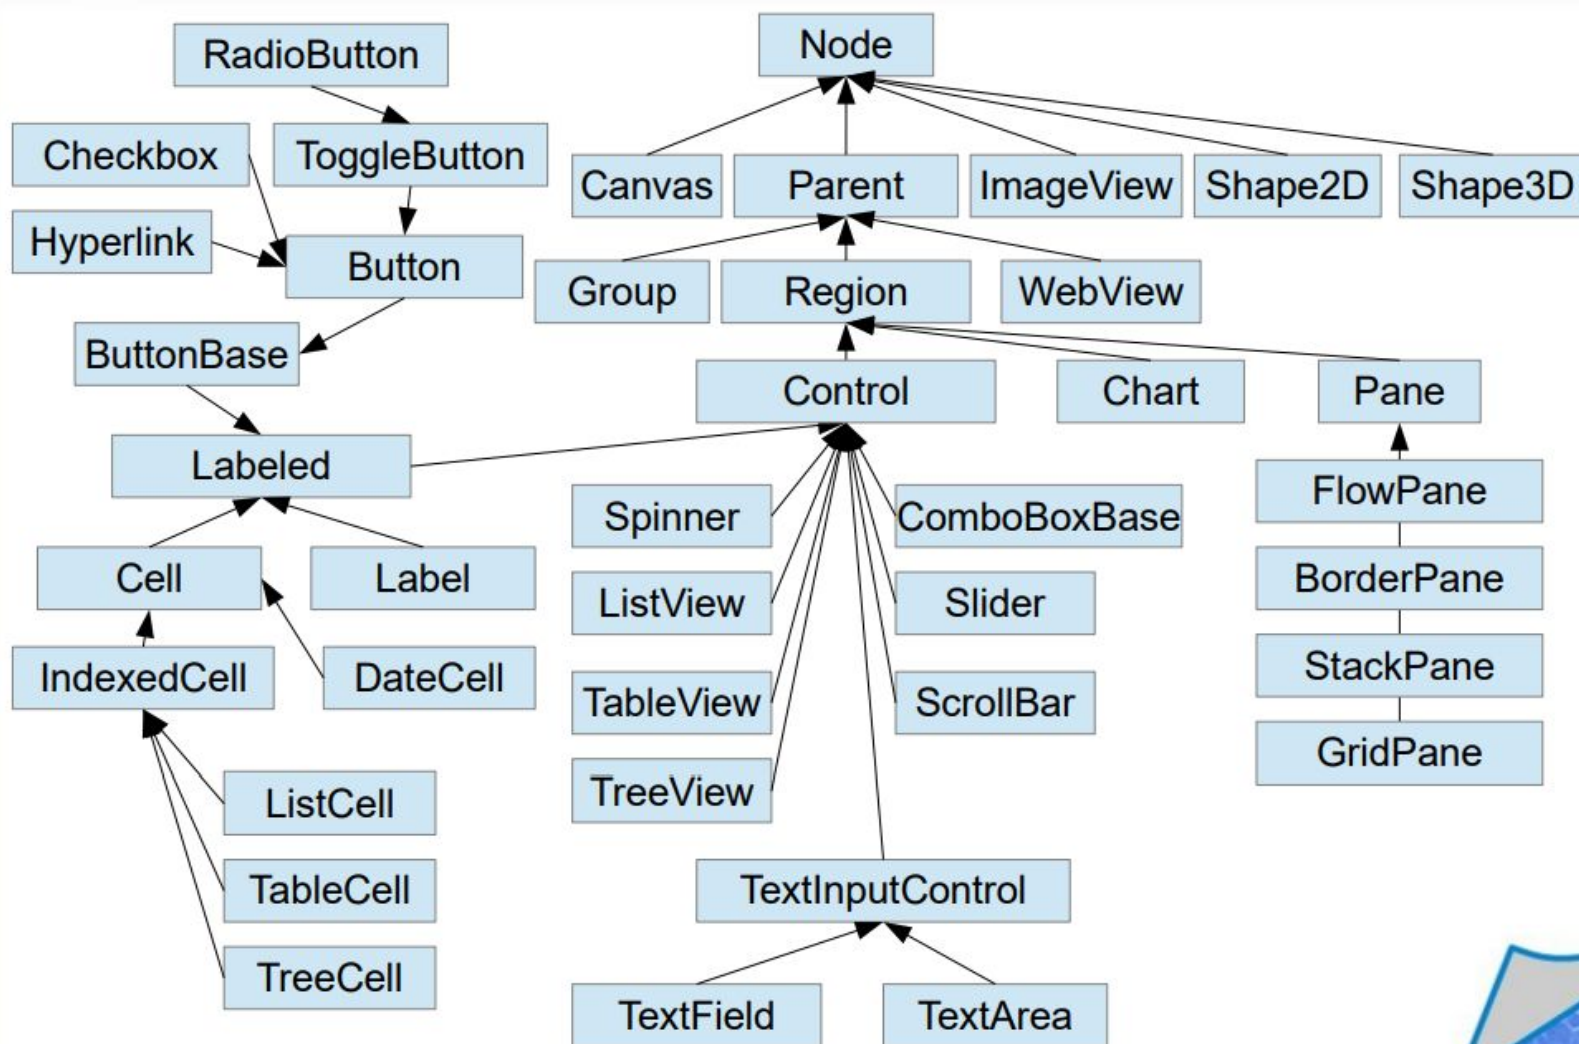 RadioButton
Node
Checkbox
ToggleButton
Canvas
Parent
ImageView
Shape2D
Shape3D
Hyperlink
Button
Group
Region
WebView
ButtonBase
Control
Chart
Pane
Labeled
Spinner
ComboBoxBase
FlowPane
Cell
Label
ListView
Slider
BorderPane
IndexedCell
DateCell
TableView
ScrollBar
StackPane
TreeView
GridPane
ListCell
TableCell
TextInputControl
TreeCell
TextField
TextArea